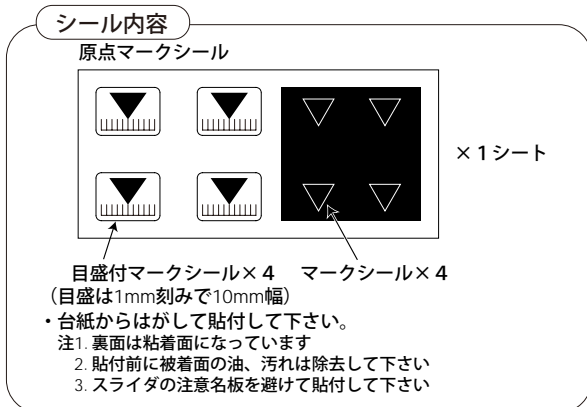 シール内容
原点マークシール
×1シート
目盛付マークシール×4 マークシール×4
(目盛は1mm刻みで10mm幅)
・台紙からはがして貼付して下さい。
注1. 裏面は粘着面になっています
2. 貼付前に被着面の油、汚れは除去して下さい
3. スライダの注意名板を避けて貼付して下さい